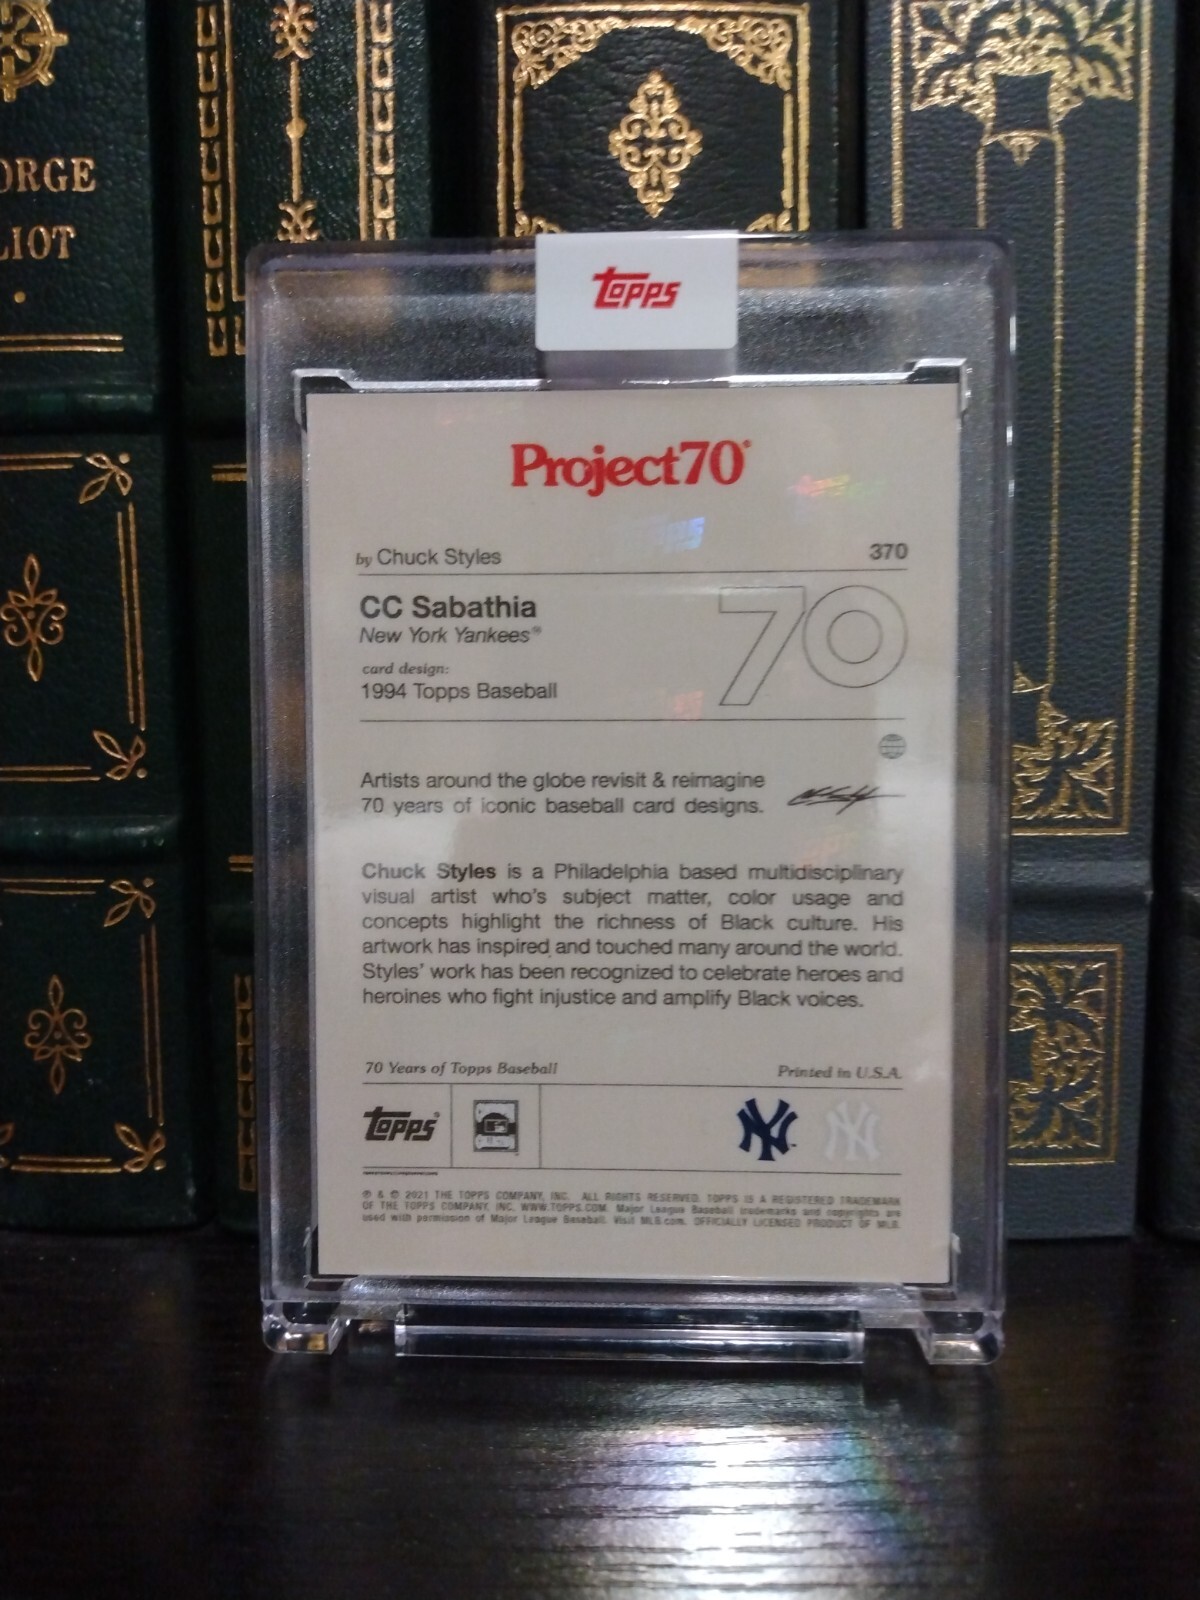 ORGE
LIOT
TOPPS
Project70®
by Chuck Styles
370
CC Sabathia
New York Yankees®
card design:
1994 Topps Baseball
70
Artists around the globe revisit & reimagine
70 years of iconic baseball card designs.
Chuck Styles is a Philadelphia based multidisciplinary
visual artist who's subject matter, color usage and
concepts highlight the richness of Black culture. His
artwork has inspired and touched many around the world.
Styles' work has been recognized to celebrate heroes and
heroines who fight injustice and amplify Black voices.
70 Years of Topps Baseball
Printed in U.S.A.
TOPPS®
NY
NY
® & © 2021 THE TOPPS COMPANY, INC. ALL RIGHTS RESERVED. TOPPS IS A REGISTERED TRADEMARK
OF THE TOPPS COMPANY, INC. WWW.TOPPS.COM. Major League Baseball trademarks and copyrights are
used with permission of Major League Baseball. Visit MLB.com. OFFICIALLY LICENSED PRODUCT OF MLB.